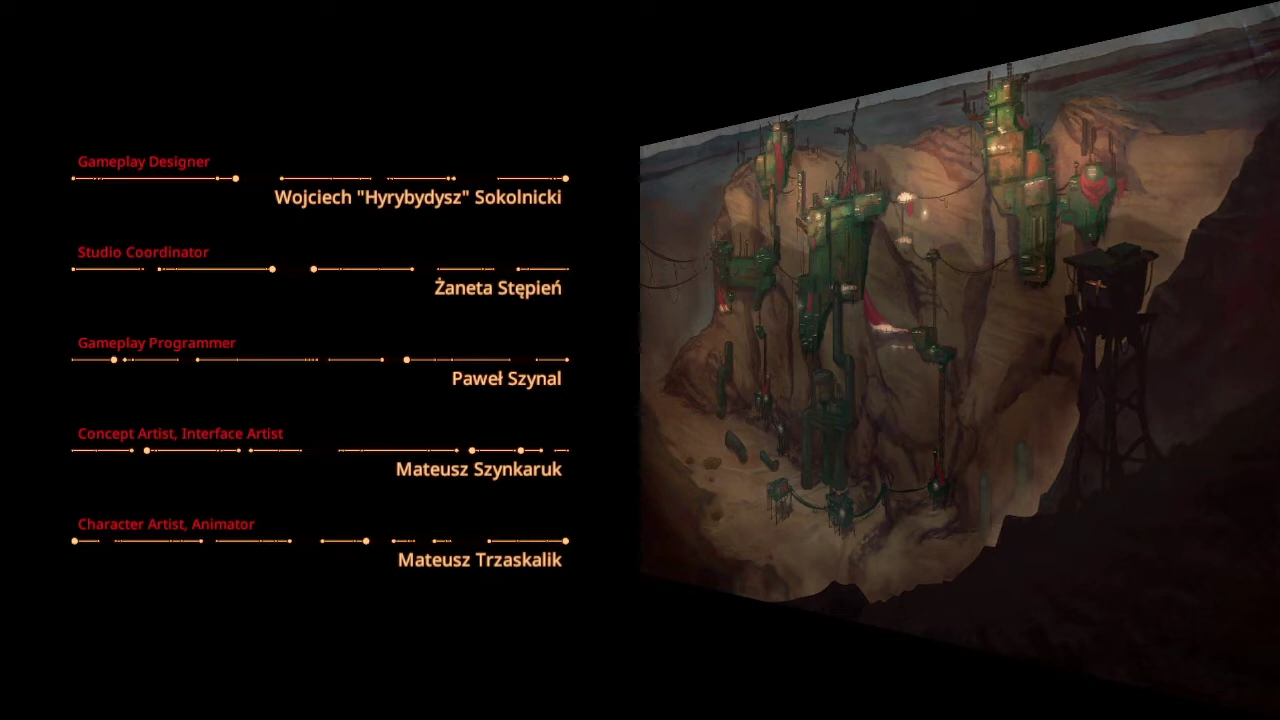 Gameplay Designer
Wojciech "Hyrybydysz" Sokolnicki
Studio Coordinator
Żaneta Stępień
Gameplay Programmer
Paweł Szynal
Concept Artist, Interface Artist
Mateusz Szynkaruk
Character Artist, Animator
Mateusz Trzaskalik